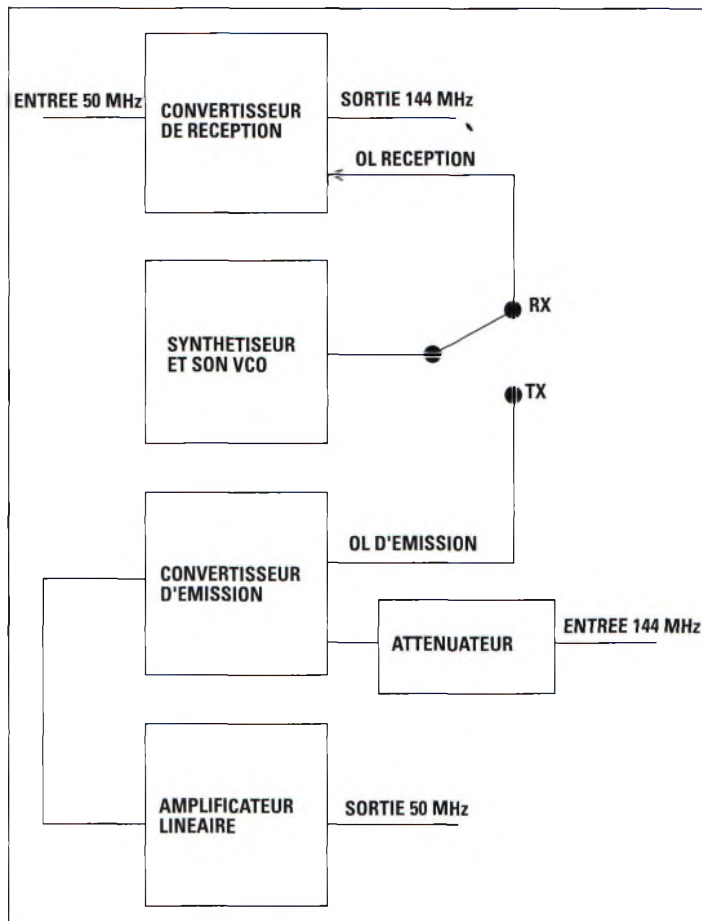 ENTREE 50 MHz
CONVERTISSEUR
DE RECEPTION
SORTIE 144 MHz
OL RECEPTION
RX
SYNTHETISEUR
ET SON VCO
TX
OL D'EMISSION
CONVERTISSEUR
D'EMISSION
ATTENUATEUR
ENTREE 144 MHz
AMPLIFICATEUR
LINEAIRE
SORTIE 50 MHz